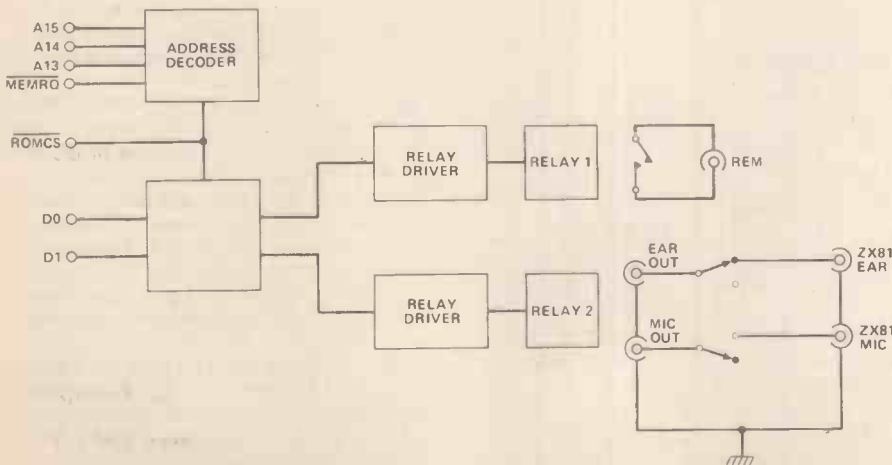 A15
A14
A13
MEMRQ
ADDRESS
DECODER
ROMCS
D0
D1
RELAY
DRIVER
RELAY 1
REM
RELAY
DRIVER
RELAY 2
EAR
OUT
ZX81
EAR
MIC
OUT
ZX81
MIC